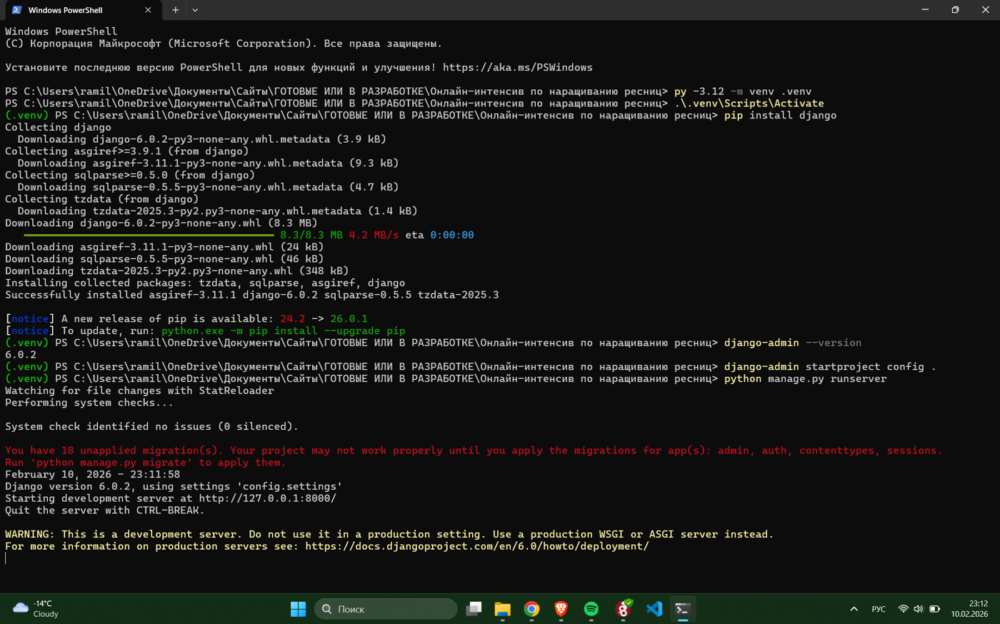 Windows PowerShell
Windows PowerShell
(C) Корпорация Майкрософт (Microsoft Corporation). Все права защищены.
Установите последнюю версию PowerShell для новых функций и улучшения! https://aka.ms/PSWindows
PS C:\Users\ramil\OneDrive\Документы\Сайты\ГОТОВЫЕ ИЛИ В РАЗРАБОТКЕ\Онлайн-интенсив по наращиванию ресниц> py -3.12 -m venv .venv
PS C:\Users\ramil\OneDrive\Документы\Сайты\ГОТОВЫЕ ИЛИ В РАЗРАБОТКЕ\Онлайн-интенсив по наращиванию ресниц> .\.venv\Scripts\Activate
(.venv) PS C:\Users\ramil\OneDrive\Документы\Сайты\ГОТОВЫЕ ИЛИ В РАЗРАБОТКЕ\Онлайн-интенсив по наращиванию ресниц> pip install django
Collecting django
  Downloading django-6.0.2-py3-none-any.whl.metadata (3.9 kB)
Collecting asgiref>=3.9.1 (from django)
  Downloading asgiref-3.11.1-py3-none-any.whl.metadata (9.3 kB)
Collecting sqlparse>=0.5.0 (from django)
  Downloading sqlparse-0.5.5-py3-none-any.whl.metadata (4.7 kB)
Collecting tzdata (from django)
  Downloading tzdata-2025.3-py2.py3-none-any.whl.metadata (1.4 kB)
Downloading django-6.0.2-py3-none-any.whl (8.3 MB)
8.3/8.3 MB 4.2 MB/s eta 0:00:00
Downloading asgiref-3.11.1-py3-none-any.whl (24 kB)
Downloading sqlparse-0.5.5-py3-none-any.whl (46 kB)
Downloading tzdata-2025.3-py2.py3-none-any.whl (348 kB)
Installing collected packages: tzdata, sqlparse, asgiref, django
Successfully installed asgiref-3.11.1 django-6.0.2 sqlparse-0.5.5 tzdata-2025.3
[notice] A new release of pip is available: 24.2 -> 26.0.1
[notice] To update, run: python.exe -m pip install --upgrade pip
(.venv) PS C:\Users\ramil\OneDrive\Документы\Сайты\ГОТОВЫЕ ИЛИ В РАЗРАБОТКЕ\Онлайн-интенсив по наращиванию ресниц> django-admin --version
6.0.2
(.venv) PS C:\Users\ramil\OneDrive\Документы\Сайты\ГОТОВЫЕ ИЛИ В РАЗРАБОТКЕ\Онлайн-интенсив по наращиванию ресниц> django-admin startproject config .
(.venv) PS C:\Users\ramil\OneDrive\Документы\Сайты\ГОТОВЫЕ ИЛИ В РАЗРАБОТКЕ\Онлайн-интенсив по наращиванию ресниц> python manage.py runserver
Watching for file changes with StatReloader
Performing system checks...
System check identified no issues (0 silenced).
You have 18 unapplied migration(s). Your project may not work properly until you apply the migrations for app(s): admin, auth, contenttypes, sessions.
Run 'python manage.py migrate' to apply them.
February 10, 2026 - 23:11:58
Django version 6.0.2, using settings 'config.settings'
Starting development server at http://127.0.0.1:8000/
Quit the server with CTRL-BREAK.
WARNING: This is a development server. Do not use it in a production setting. Use a production WSGI or ASGI server instead.
For more information on production servers see: https://docs.djangoproject.com/en/6.0/howto/deployment/
-14°C
Cloudy
Поиск
РУС
23:12
10.02.2026